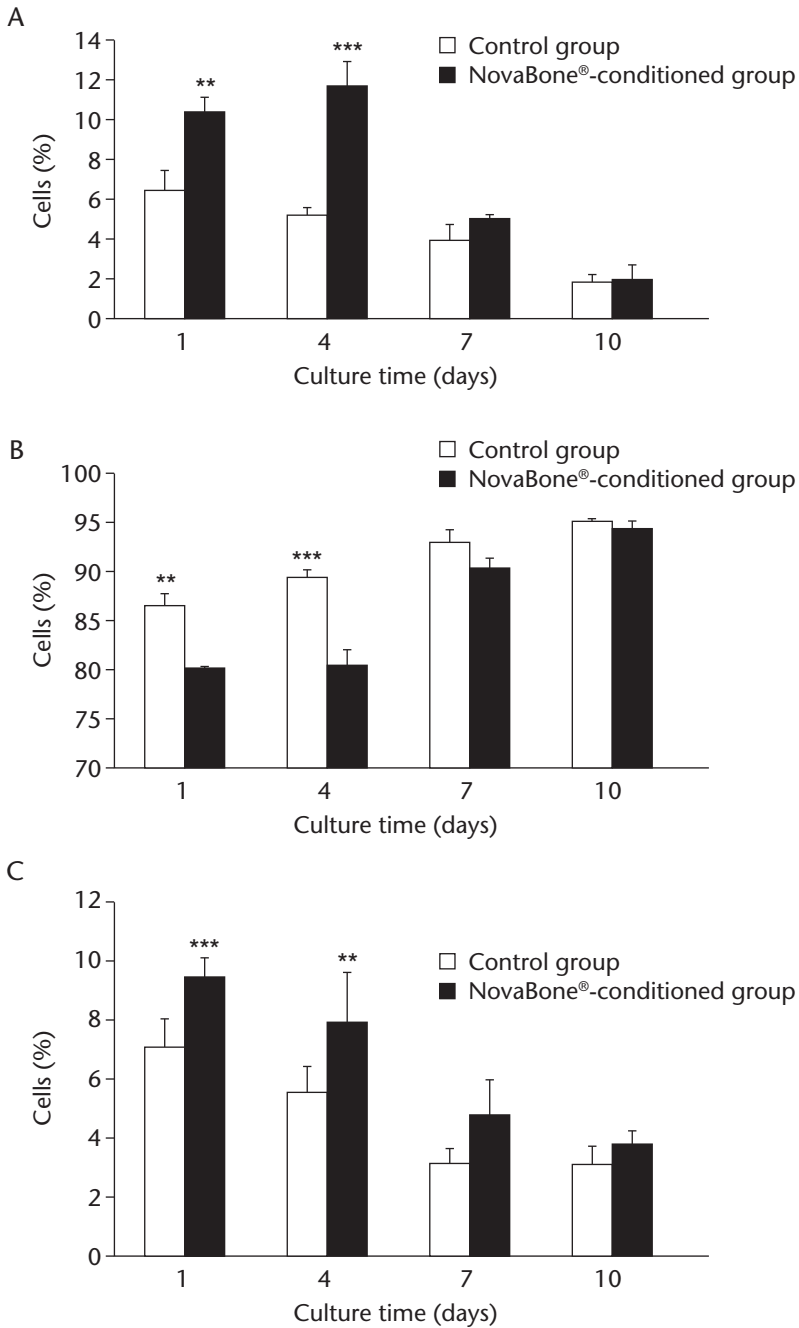 A
14
12
10
8
6
4
2
0
Cells (%)
** ***
Control group
NovaBone®-conditioned group
1 4 7 10
Culture time (days)
B
100
95
90
85
80
75
70
Cells (%)
** ***
Control group
NovaBone®-conditioned group
1 4 7 10
Culture time (days)
C
12
10
8
6
4
2
0
Cells (%)
*** **
Control group
NovaBone®-conditioned group
1 4 7 10
Culture time (days)